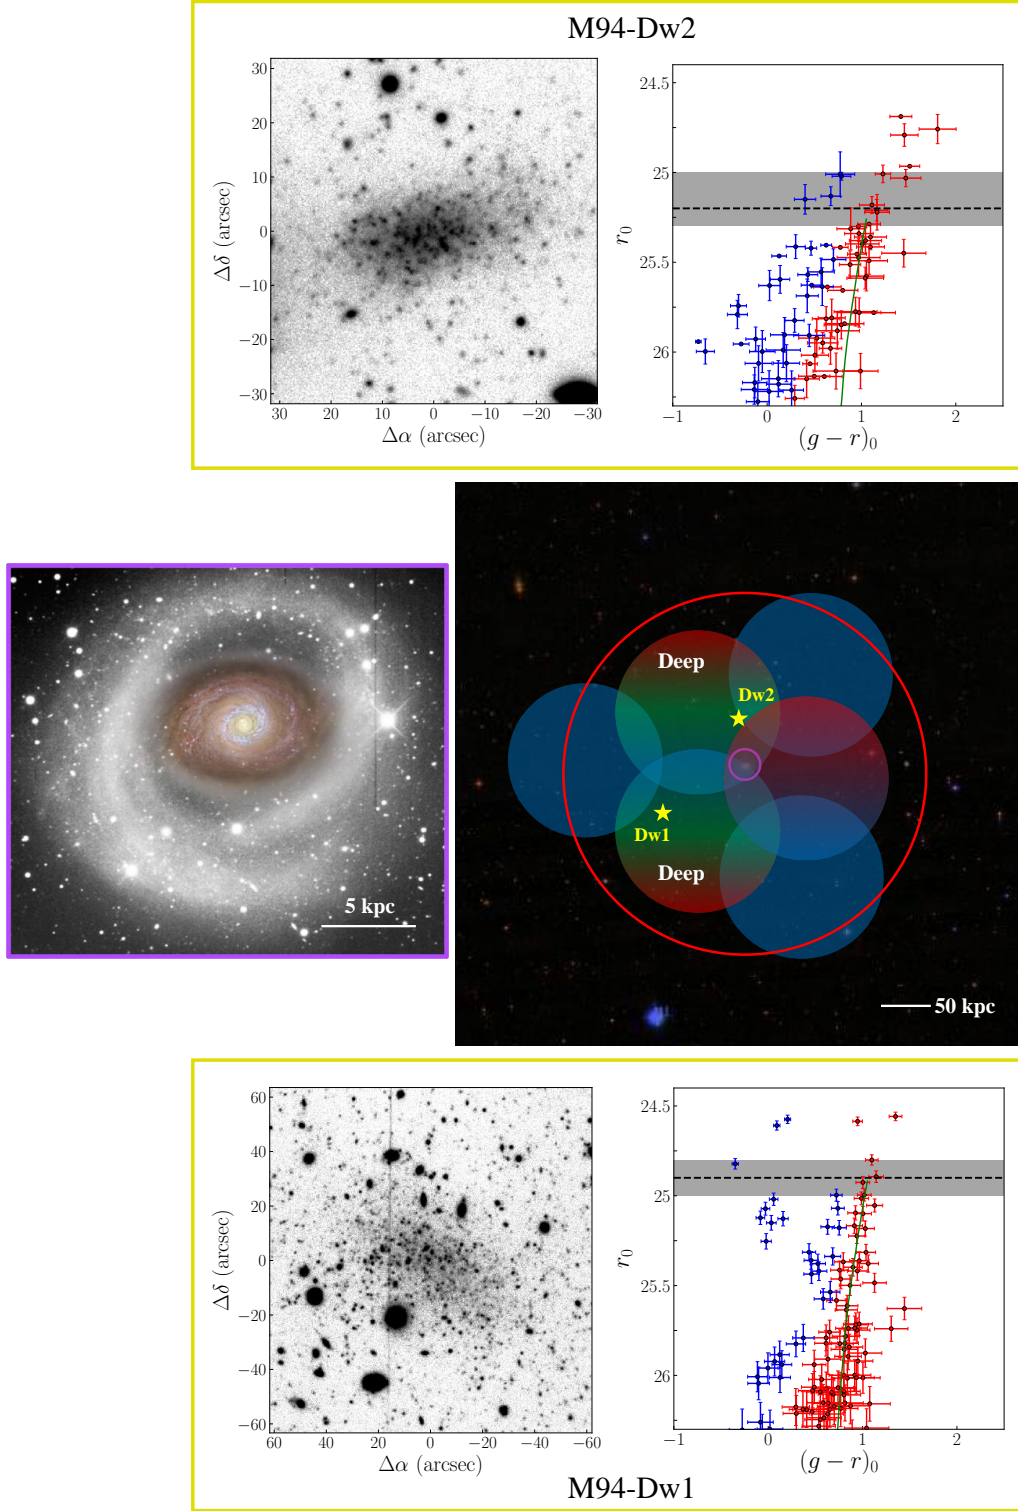 M94-Dw2
30
20
10
0
−10
−20
−30
Δδ (arcsec)
32
20
10
0
−10
−20
−30
Δα (arcsec)
24.5
25
25.5
26
r₀
−1
0
1
2
(g − r)₀
5 kpc
Deep
Dw2
Dw1
Deep
50 kpc
60
40
20
0
−20
−40
−60
Δδ (arcsec)
60
40
20
0
−20
−40
−62
Δα (arcsec)
24.5
25
25.5
26
r₀
−1
0
1
2
(g − r)₀
M94-Dw1